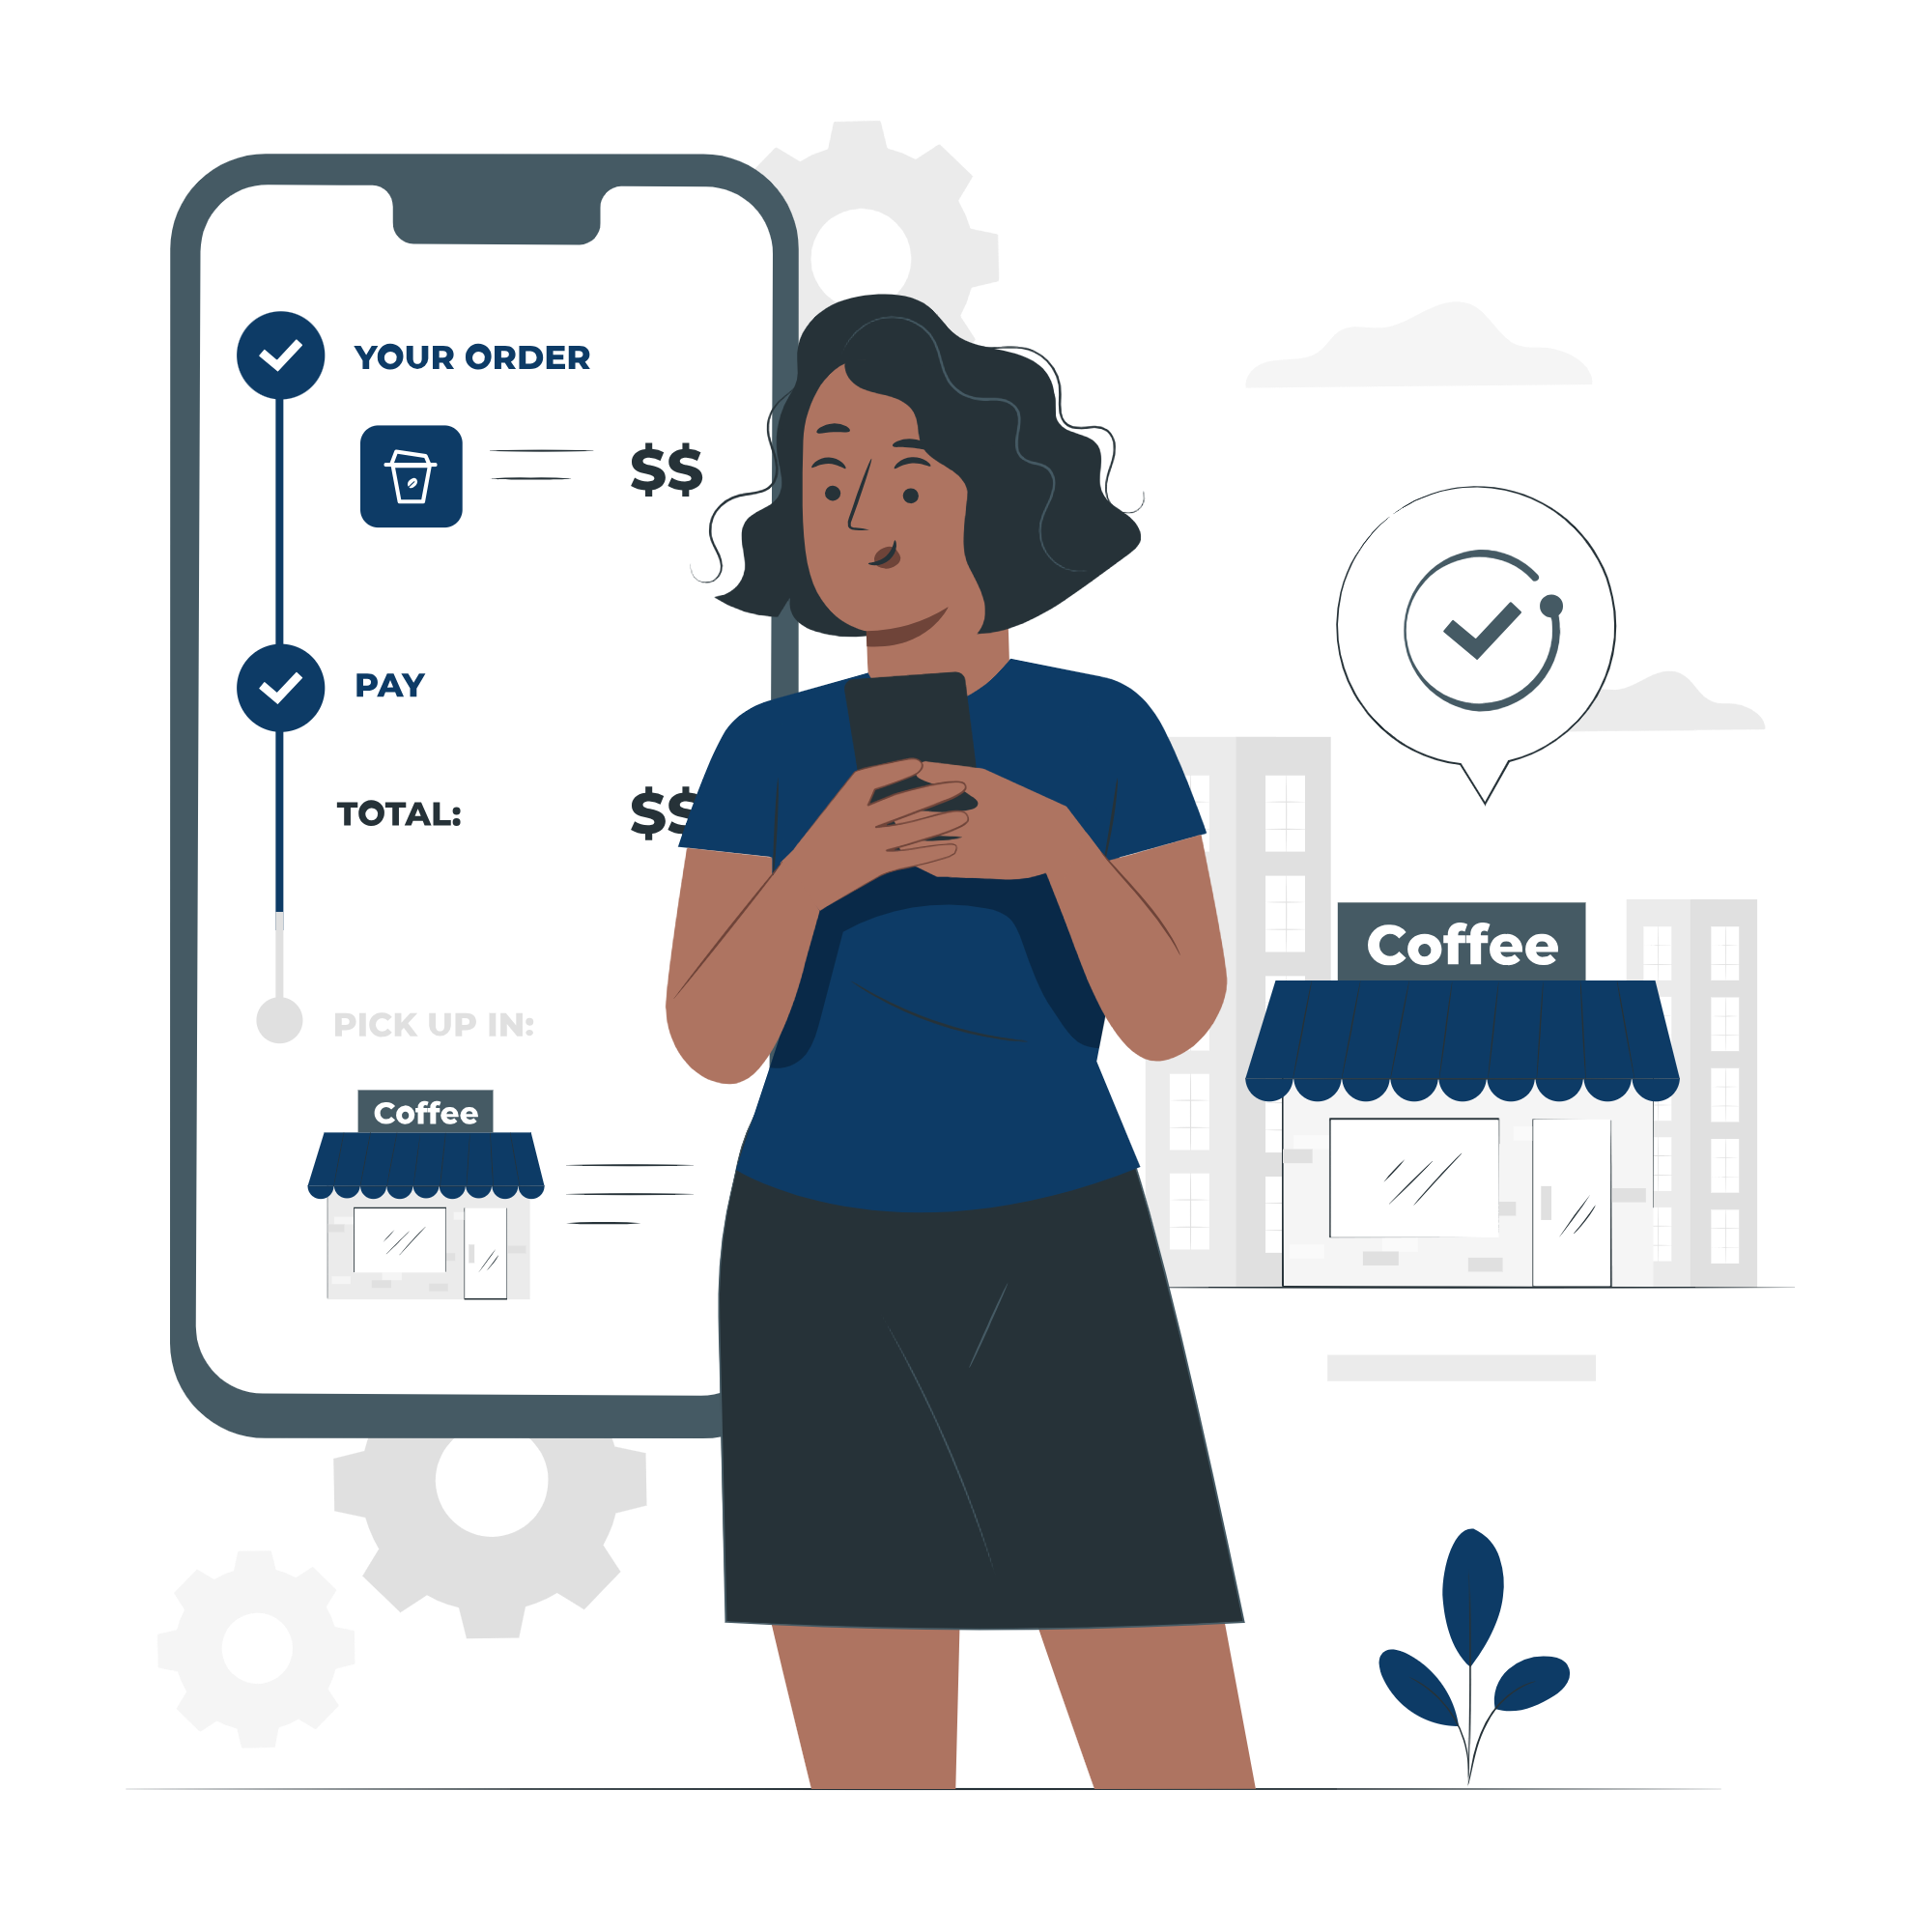 YOUR ORDER
$$
PAY
TOTAL:
$$
PICK UP IN:
Coffee
Coffee